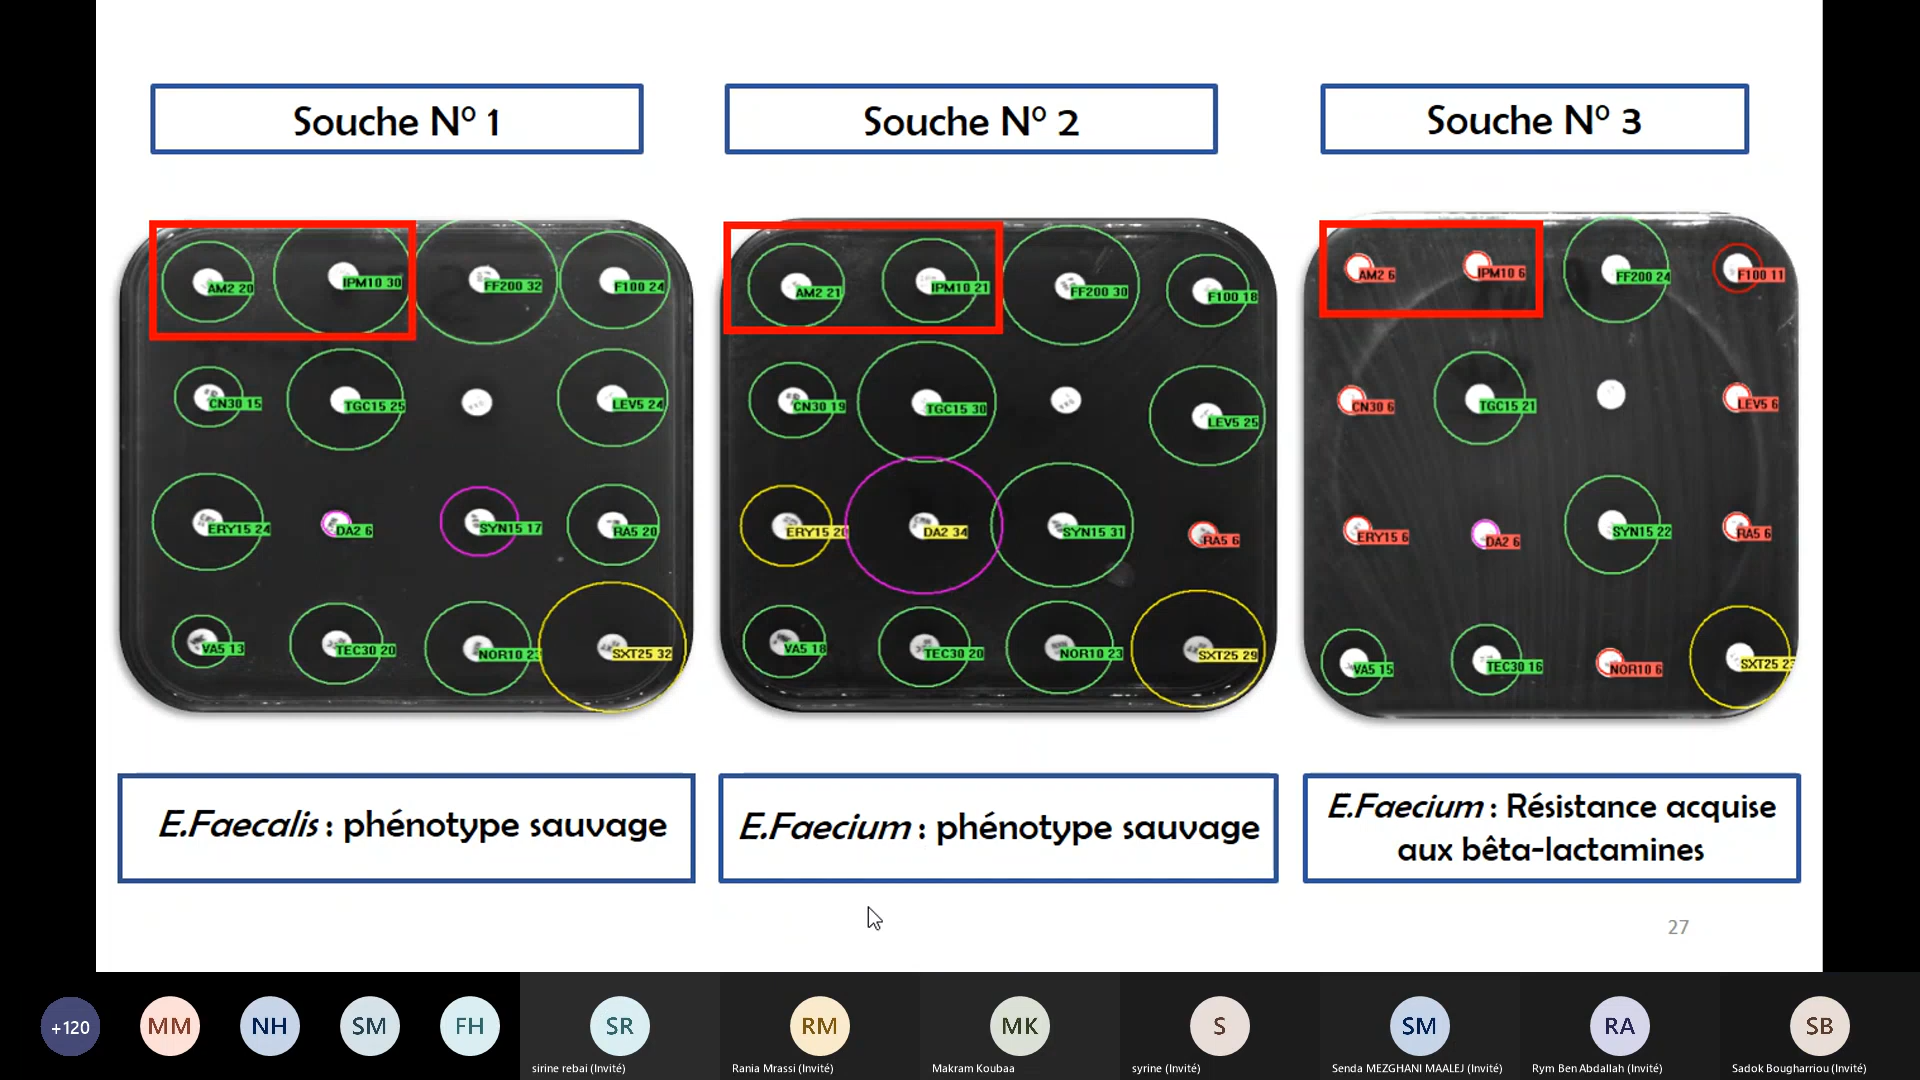 Souche N° 1
Souche N° 2
Souche N° 3
AM2 20
IPM10 30
FF200 32
F100 24
CN30 15
TGC15 25
LEV5 24
ERY15 24
DA2 6
SYN15 17
RA5 20
VA5 13
TEC30 20
NOR10 23
SXT25 32
AM2 21
IPM10 21
FF200 30
F100 18
CN30 19
TGC15 30
LEV5 25
ERY15 20
DA2 34
SYN15 31
RA5 6
VA5 18
TEC30 20
NOR10 23
SXT25 29
AM2 6
IPM10 6
FF200 24
F100 11
CN30 6
TGC15 21
LEV5 6
ERY15 6
DA2 6
SYN15 22
RA5 6
VA5 15
TEC30 16
NOR10 6
SXT25 23
E.Faecalis : phénotype sauvage
E.Faecium : phénotype sauvage
E.Faecium : Résistance acquise
aux bêta-lactamines
27
+120
MM
NH
SM
FH
SR
RM
MK
S
SM
RA
SB
sirine rebai (Invité)
Rania Mrassi (Invité)
Makram Koubaa
syrine (Invité)
Senda MEZGHANI MAALEJ (Invité)
Rym Ben Abdallah (Invité)
Sadok Bougharriou (Invité)